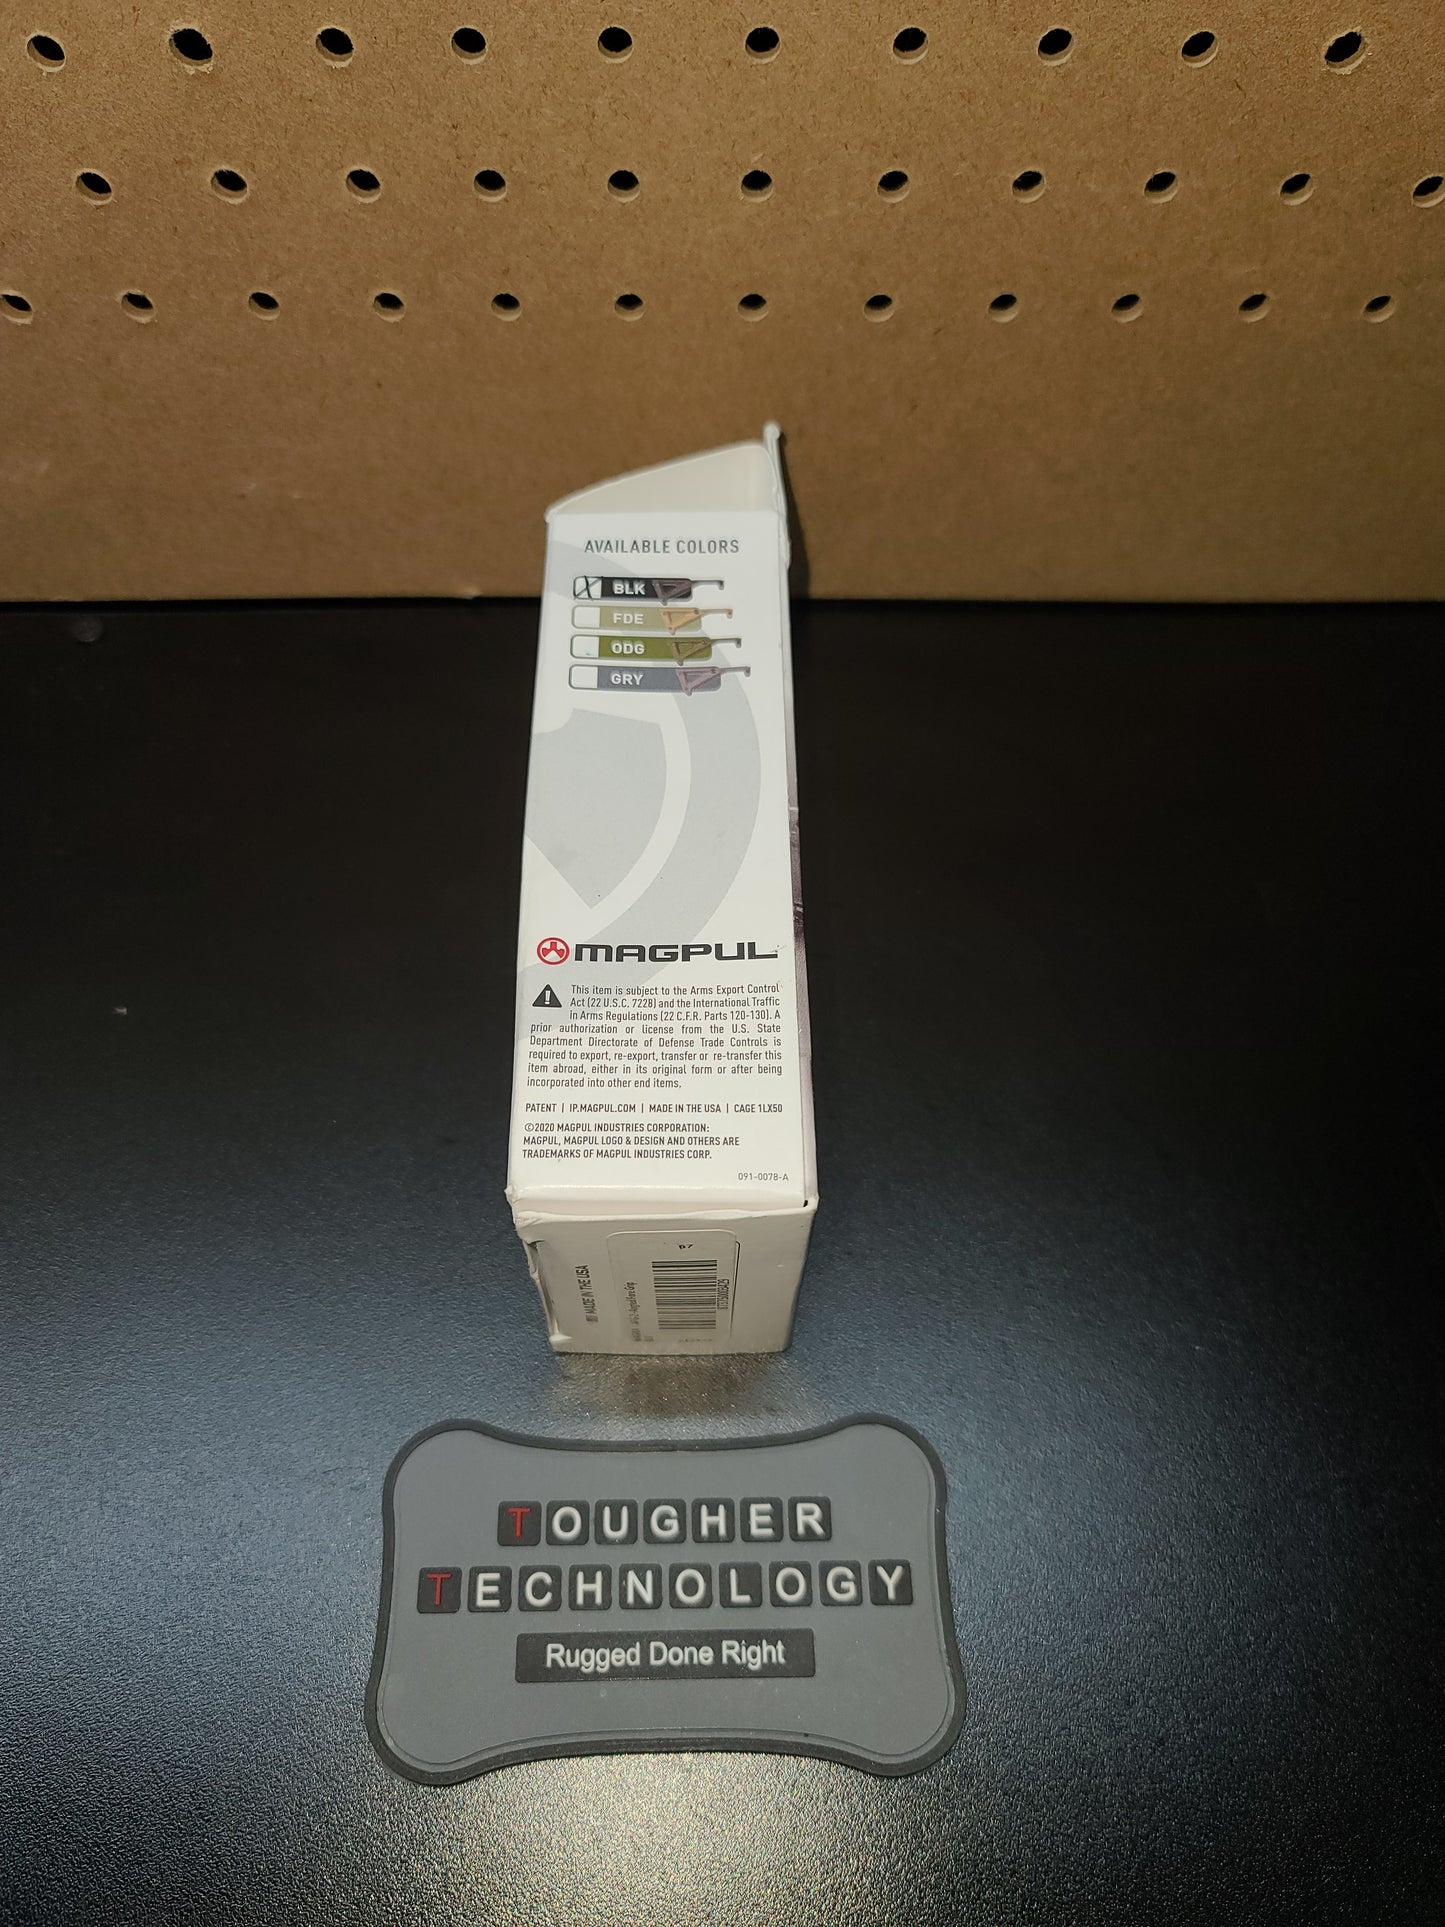 AVAILABLE COLORS
BLK
FDE
ODG
GRY
MAGPUL
This item is subject to the Arms Export Control
Act (22 U.S.C. 7228) and the International Traffic
in Arms Regulations (22 C.F.R. Parts 120-130). A
prior authorization or license from the U.S. State
Department Directorate of Defense Trade Controls is
required to export, re-export, transfer or re-transfer this
item abroad, either in its original form or after being
incorporated into other end items.
PATENT | IP.MAGPUL.COM | MADE IN THE USA | CAGE 1LX50
©2020 MAGPUL INDUSTRIES CORPORATION:
MAGPUL, MAGPUL LOGO & DESIGN AND OTHERS ARE
TRADEMARKS OF MAGPUL INDUSTRIES CORP.
091-0078-A
MADE IN THE USA
TOUGHER
TECHNOLOGY
Rugged Done Right